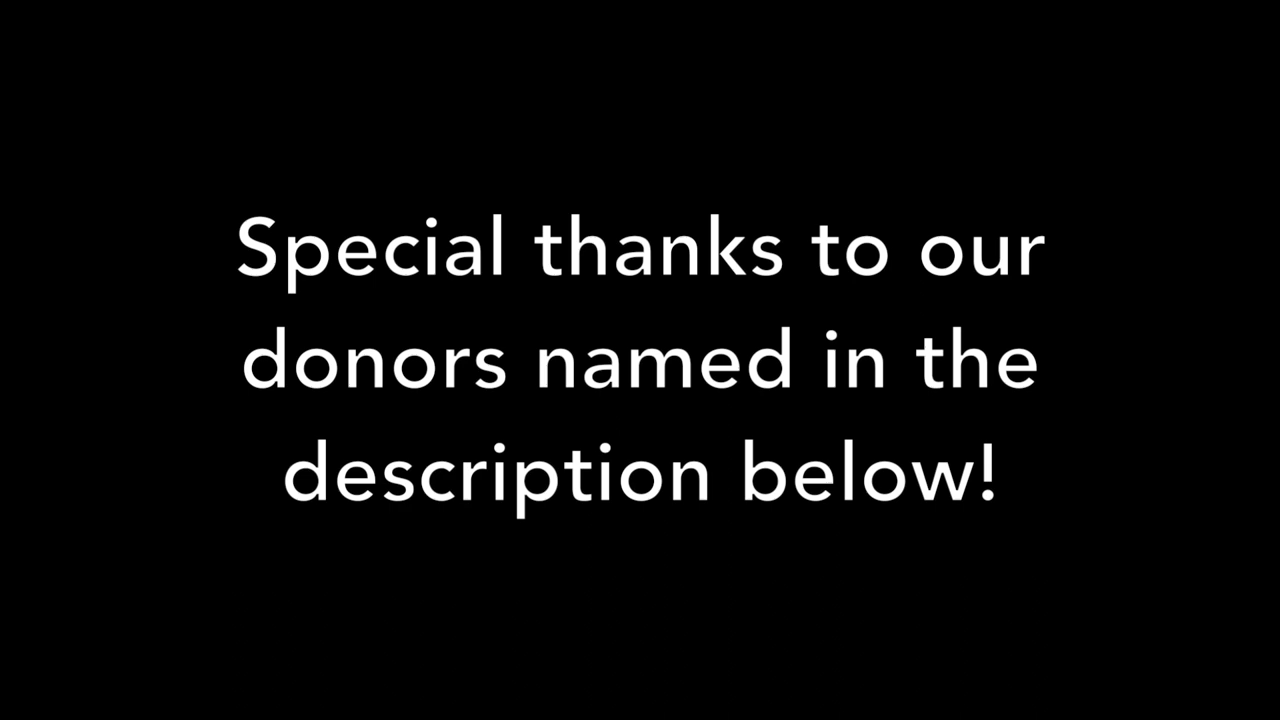 Special thanks to our
donors named in the
description below!